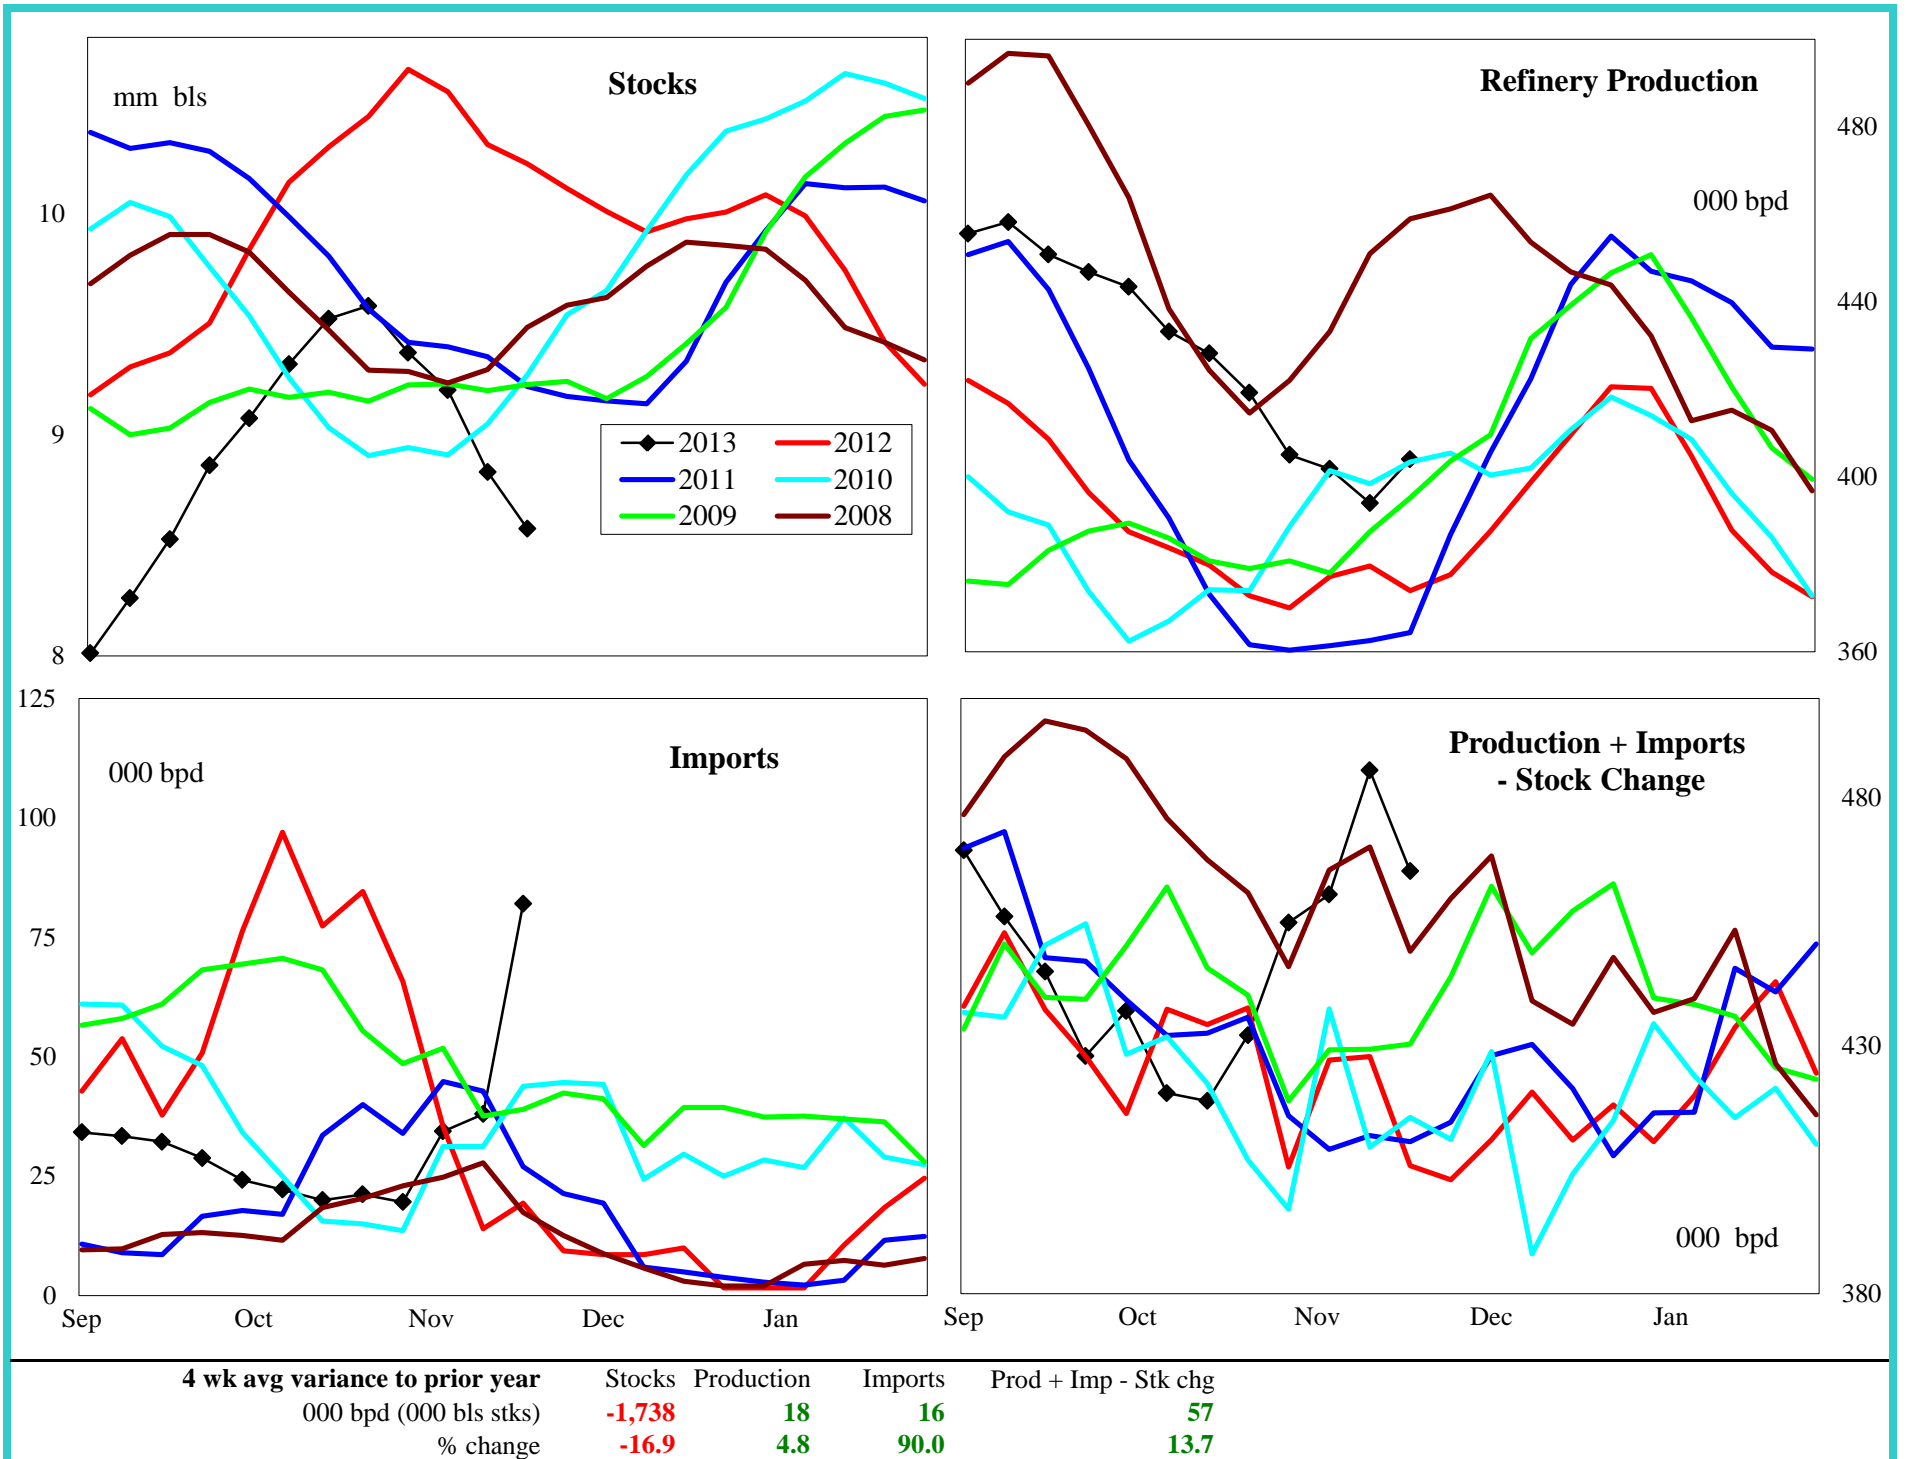 Stocks
mm bls
10
9
8
2013
2012
2011
2010
2009
2008
Refinery Production
000 bpd
480
440
400
360
Imports
000 bpd
125
100
75
50
25
0
Sep
Oct
Nov
Dec
Jan
Production + Imports
- Stock Change
000 bpd
480
430
380
Sep
Oct
Nov
Dec
Jan
4 wk avg variance to prior year Stocks Production Imports Prod + Imp - Stk chg
000 bpd (000 bls stks) -1,738 18 16 57
% change -16.9 4.8 90.0 13.7